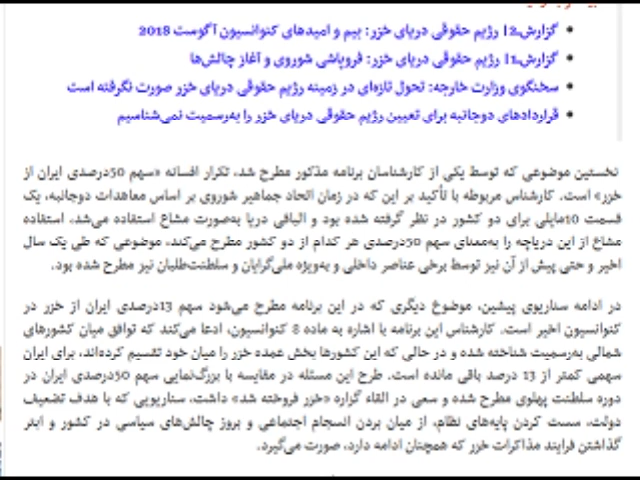 گزارش2| رژیم حقوقی دریای خزر: بیم و امیدهای کنوانسیون آگوست 2018
گزارش1| رژیم حقوقی دریای خزر: فروپاشی شوروی و آغاز چالش‌ها
سخنگوی وزارت خارجه: تحول تازه‌ای در زمینه رژیم حقوقی دریای خزر صورت نگرفته است
قراردادهای دوجانبه برای تعیین رژیم حقوقی دریای خزر را به‌رسمیت نمی‌شناسیم
نخستین موضوعی که توسط یکی از کارشناسان برنامه مذکور مطرح شد، تکرار افسانه «سهم 50درصدی ایران از
خزر» است. کارشناس مربوطه با تأکید بر این که در زمان اتحاد جماهیر شوروی بر اساس معاهدات دوجانبه، یک
قسمت 10مایلی برای دو کشور در نظر گرفته شده بود و الباقی دریا به‌صورت مشاع استفاده می‌شد، استفاده
مشاع از این دریاچه را به‌معنای سهم 50درصدی هر کدام از دو کشور مطرح می‌کند، موضوعی که طی یک سال
اخیر و حتی پیش از آن نیز توسط برخی عناصر داخلی و به‌ویژه ملی‌گرایان و سلطنت‌طلبان نیز مطرح شده بود.
در ادامه سناریوی پیشین، موضوع دیگری که در این برنامه مطرح می‌شود سهم 13درصدی ایران از خزر در
کنوانسیون اخیر است. کارشناس این برنامه با اشاره به ماده 8 کنوانسیون، ادعا می‌کند که توافق میان کشورهای
شمالی به‌رسمیت شناخته شده و در حالی که این کشورها بخش عمده خزر را میان خود تقسیم کرده‌اند، برای ایران
سهمی کمتر از 13 درصد باقی مانده است. طرح این مسئله در مقایسه با بزرگ‌نمایی سهم 50درصدی ایران در
دوره سلطنت پهلوی مطرح شده و سعی در القاء گزاره «خزر فروخته شد» داشت، سناریویی که با هدف تضعیف
دولت، سست کردن پایه‌های نظام، از میان بردن انسجام اجتماعی و بروز چالش‌های سیاسی در کشور و ابتر
گذاشتن فرایند مذاکرات خزر که همچنان ادامه دارد، صورت می‌گیرد.